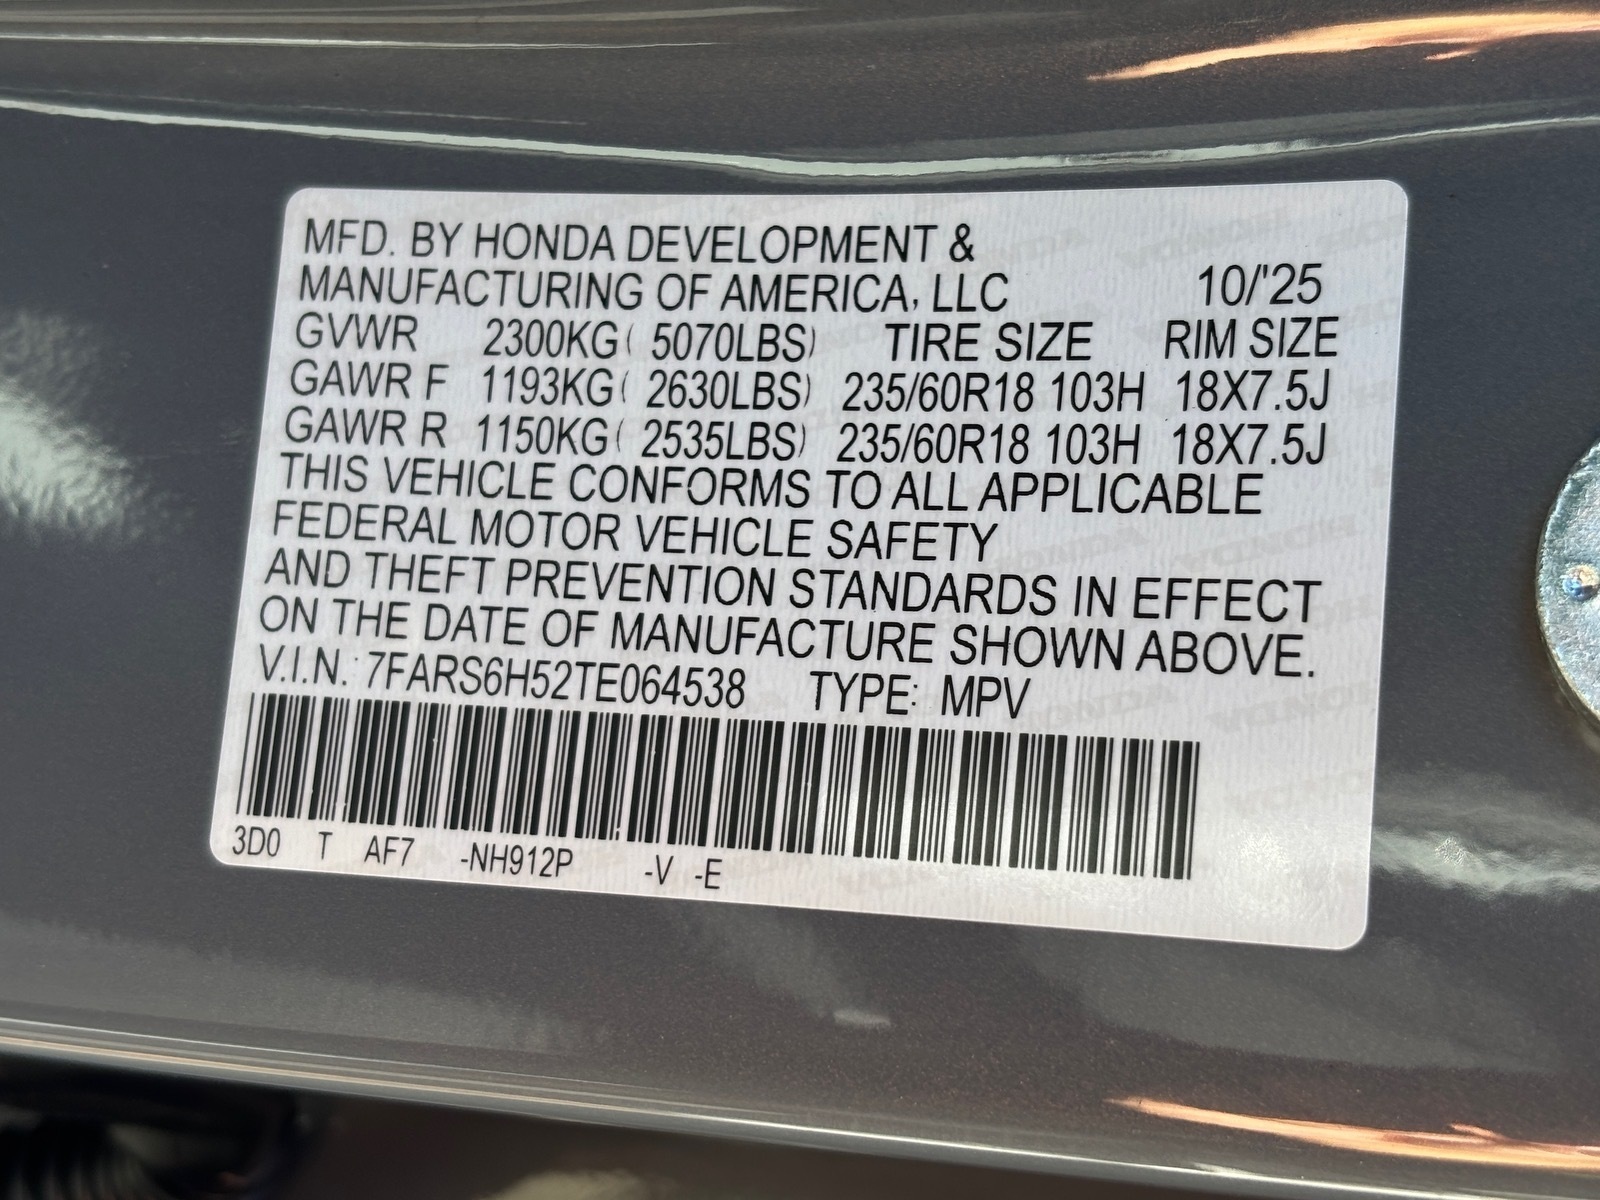 MFD. BY HONDA DEVELOPMENT &
MANUFACTURING OF AMERICA, LLC 10/'25
GVWR 2300KG( 5070LBS) TIRE SIZE RIM SIZE
GAWR F 1193KG( 2630LBS) 235/60R18 103H 18X7.5J
GAWR R 1150KG( 2535LBS) 235/60R18 103H 18X7.5J
THIS VEHICLE CONFORMS TO ALL APPLICABLE
FEDERAL MOTOR VEHICLE SAFETY
AND THEFT PREVENTION STANDARDS IN EFFECT
ON THE DATE OF MANUFACTURE SHOWN ABOVE.
V.I.N.: 7FARS6H52TE064538 TYPE: MPV
3D0 T AF7 -NH912P -V -E